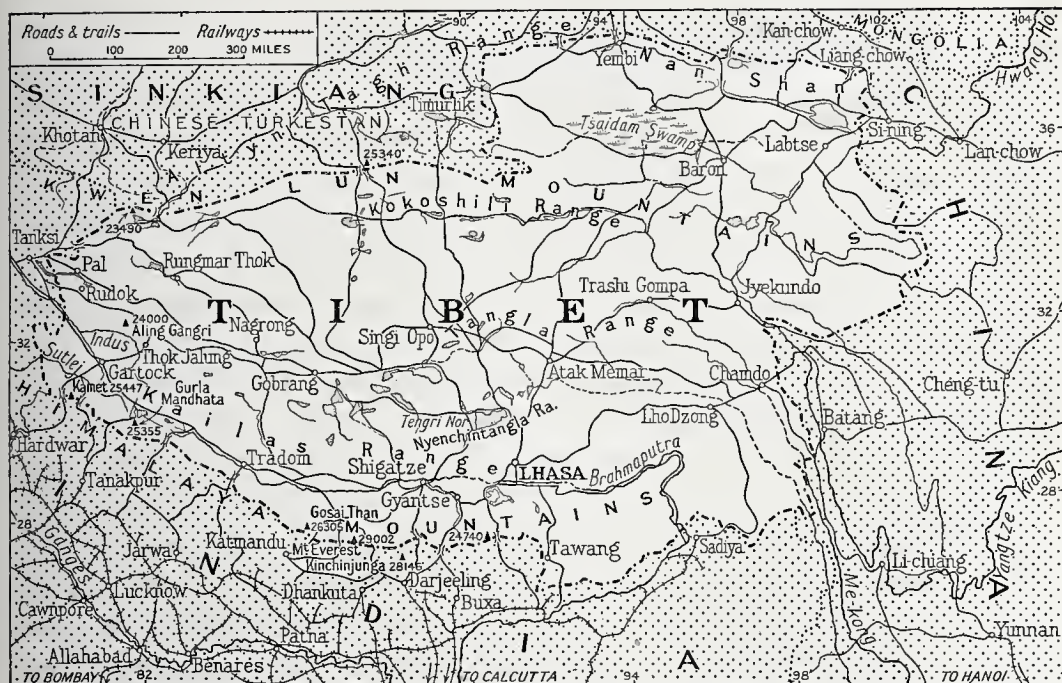 Roads & trails Railways
0 100 200 300 MILES
90
94
98
102
104
Kan-chow
MONGOLIA
Liang-chow
Hwang Ho
Range
Yembi
Nan Shan
SINKIANG
(CHINESE TURKESTAN)
Tagh
Timurlik
Khotan
Keriya
Tsaidam Swamp
Labtse
Si-ning
36
Lan-chow
25340
Baron
KWEN LUN MOUNTAINS
Kokoshili Range
23490
Tanksi
Pal
Rungmar Thok
Rudok
TIBET
Trashi Gompa
Jyekundo
CHINA
32
24000
Aling Gangri
Nagrong
Singi Opo
Tangla Range
32
Indus
Thok Jalung
Sutlej
Gartock
Gobrang
Atak Memar
Chamdo
Cheng-tu
Kamet 25447
Gurla
Mandhata
25355
Kailas Range
Tengri Nor
Nyenchintangla Ra.
Lho Dzong
Batang
Hardwar
HIMALAYA MOUNTAINS
Tradom
Shigatze
LHASA
Brahmaputra
Tanakpur
Gyantse
28
Yangtze Kiang
28
Gosai Than
26305
29002
24740
Tawang
Sadiya
Ganges
Jarwa
Katmandu
Mt. Everest
Kinchinjunga 28146
Li-chiang
INDIA
Darjeeling
Lucknow
Dhankuta
Buxa
Mekong
Cawnpore
Patna
Yunnan
Allahabad
Benares
TO BOMBAY
82
TO CALCUTTA
94
TO HANOI